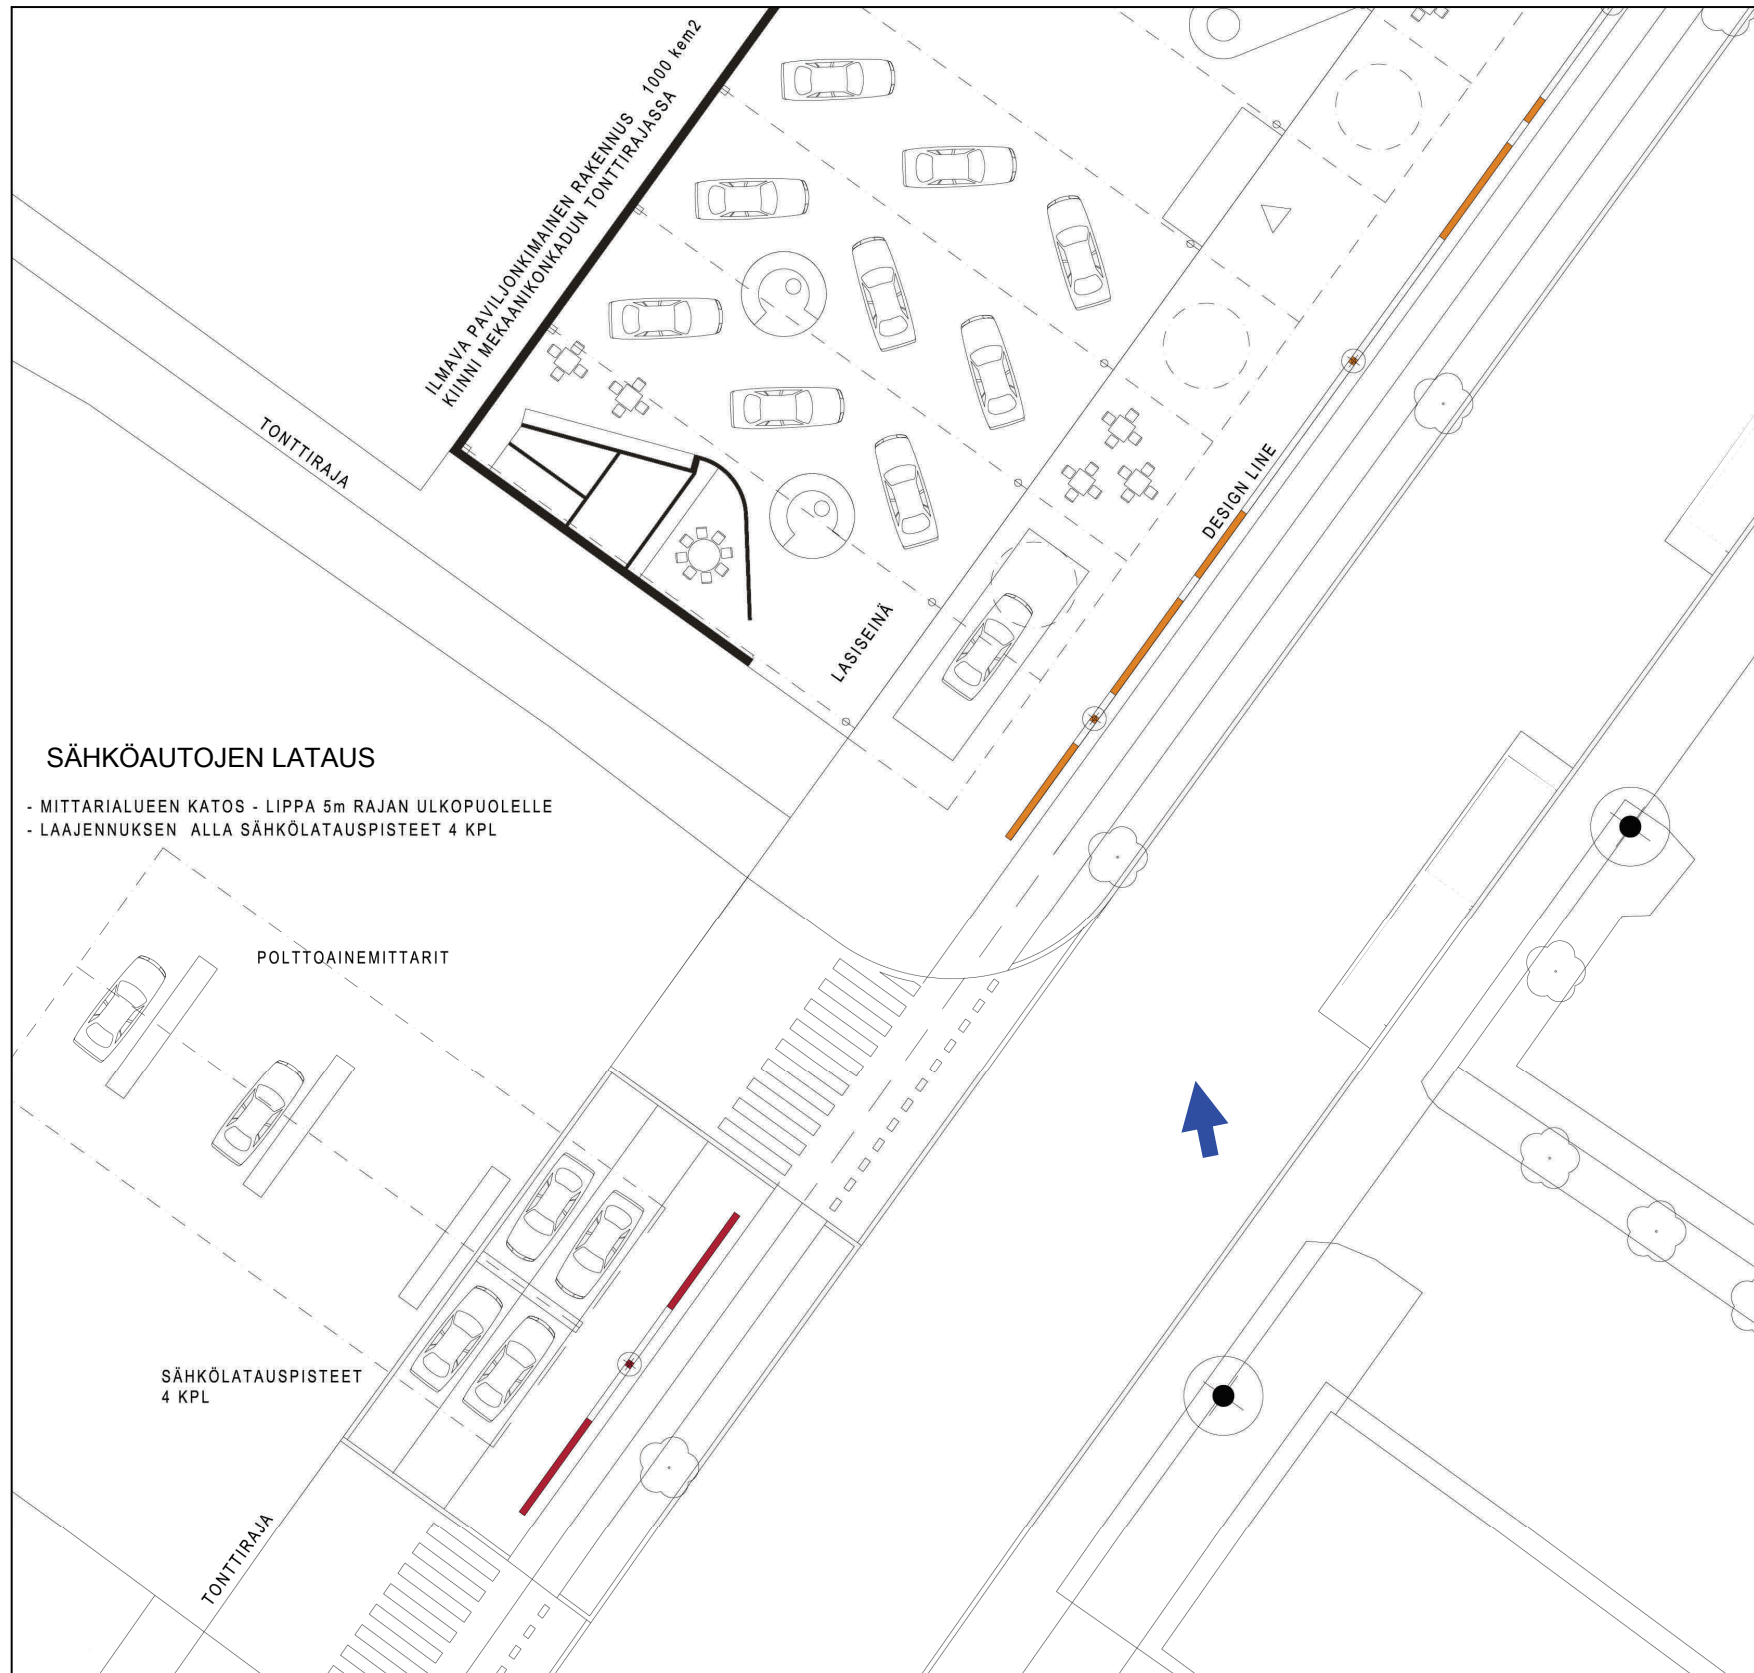 ILMAVA PAVILJONKIMAINEN RAKENNUS 1000 kem2
KIINNI MEKAANIKONKADUN TONTTIRAJASSA
TONTTIRAJA
DESIGN LINE
LASISEINÄ
SÄHKÖAUTOJEN LATAUS
- MITTARIALUEEN KATOS - LIPPA 5m RAJAN ULKOPUOLELLE
- LAAJENNUKSEN ALLA SÄHKÖLATAUSPISTEET 4 KPL
POLTTOAINEMITTARIT
SÄHKÖLATAUSPISTEET
4 KPL
TONTTIRAJA